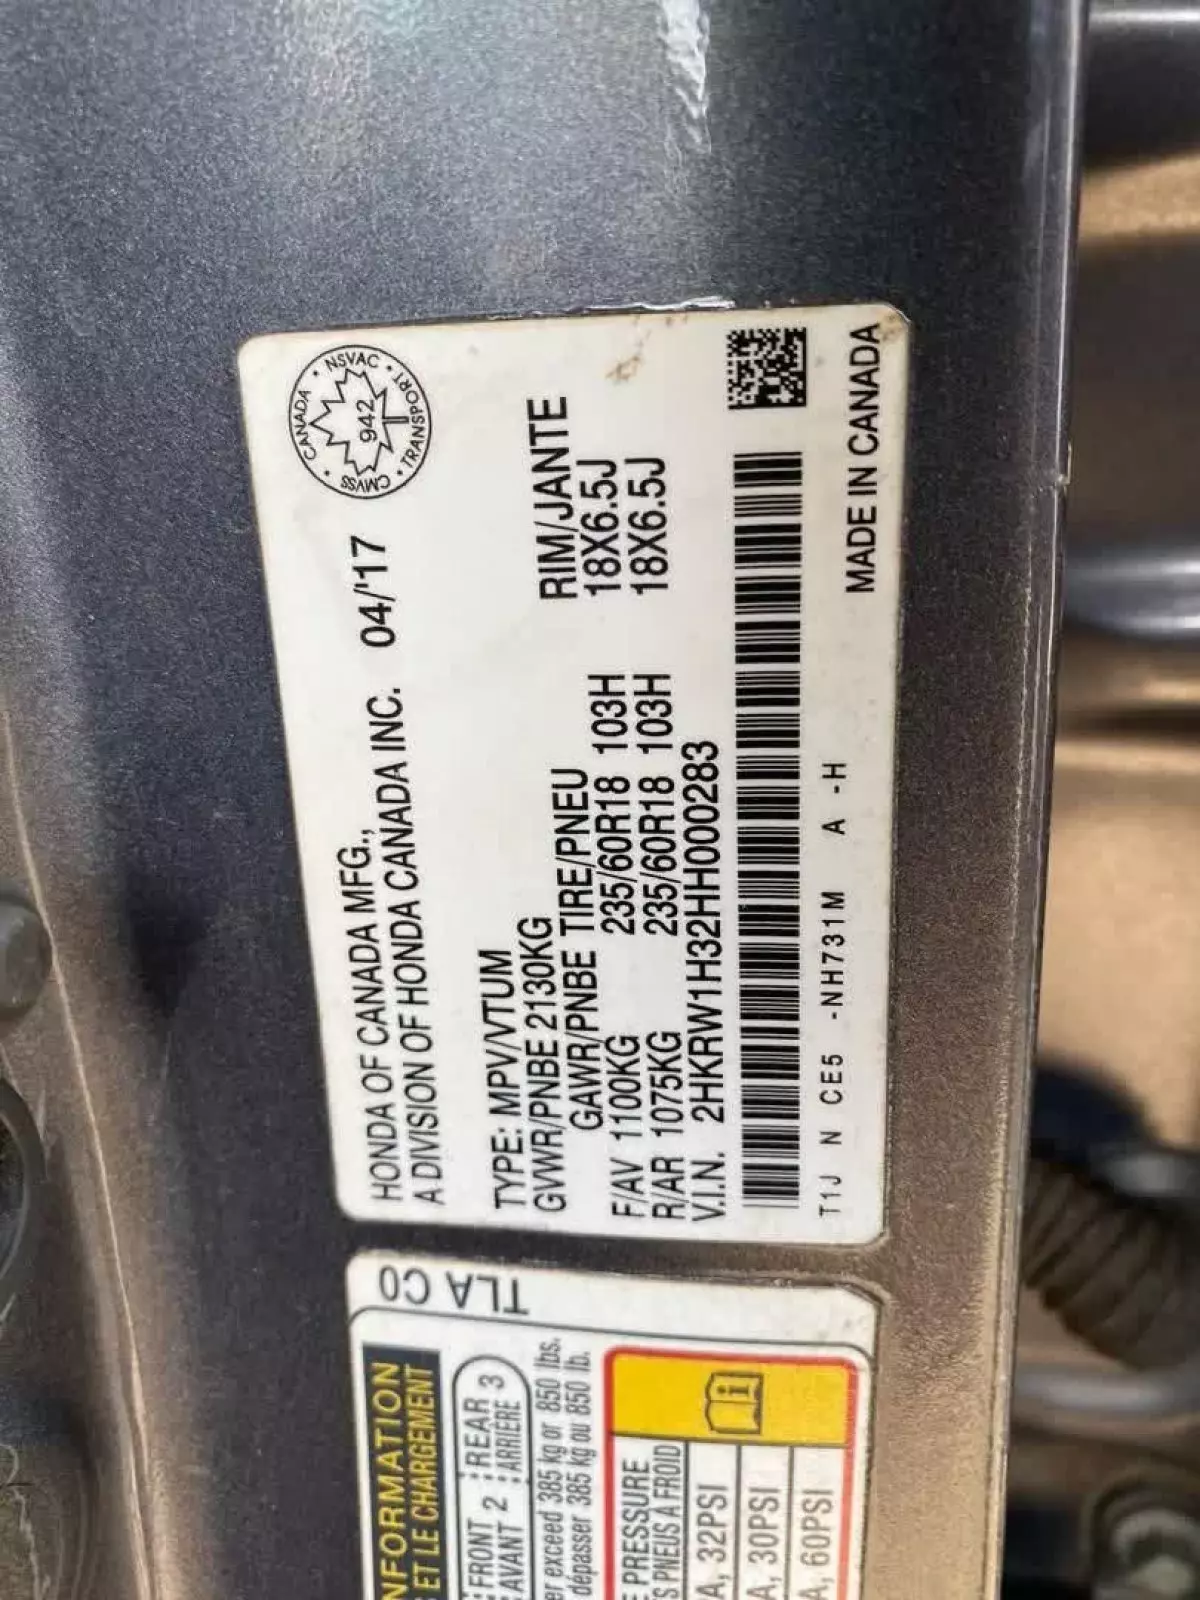 HONDA OF CANADA MFG.,
A DIVISION OF HONDA CANADA INC. 04/'17
CANADA • NSVAC • TRANSPORT • CMVSS •
942
TYPE: MPV/VTUM
GVWR/PNBE 2130KG
GAWR/PNBE TIRE/PNEU RIM/JANTE
F/AV 1100KG 235/60R18 103H 18X6.5J
R/AR 1075KG 235/60R18 103H 18X6.5J
V.I.N. 2HKRW1H32HH000283
T1J N CE5 -NH731M A -H
MADE IN CANADA
TLA C0
NFORMATION
ET LE CHARGEMENT
FRONT 2 REAR 3
AVANT 2 ARRIÈRE 3
exceed 385 kg or 850 lbs.
dépasser 385 kg ou 850 lb.
PRESSURE
PNEUS A FROID
32PSI
30PSI
60PSI